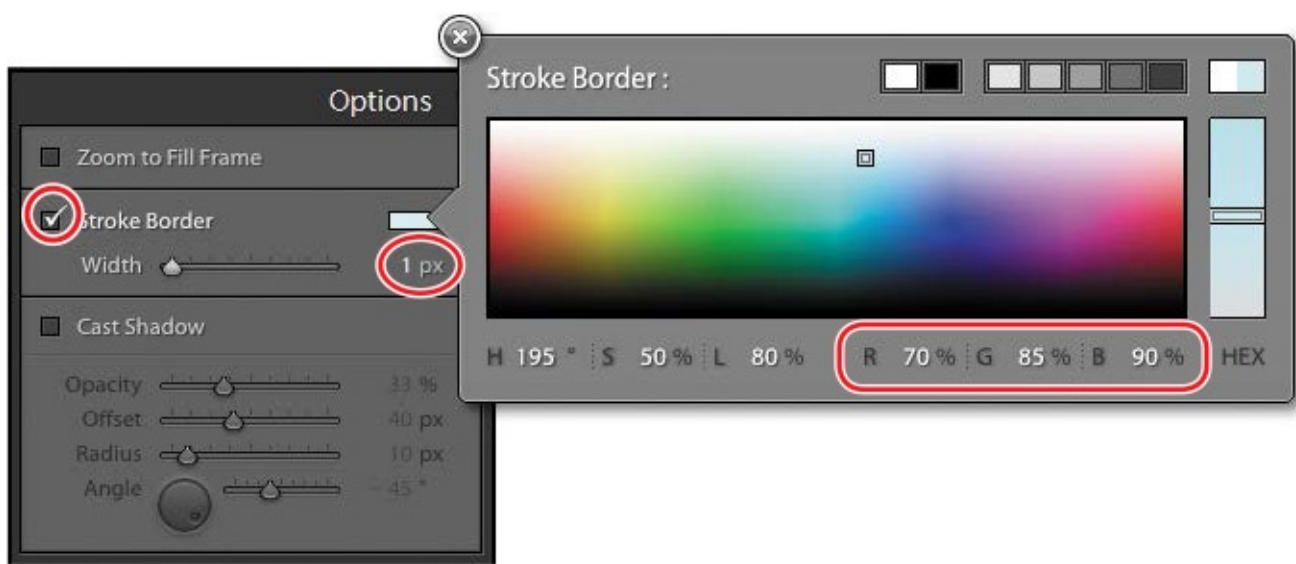 Options
Zoom to Fill Frame
Stroke Border
Width 1 px
Cast Shadow
Opacity 33 %
Offset 40 px
Radius 10 px
Angle - 45 °
Stroke Border :
H 195 ° S 50 % L 80 % R 70 % G 85 % B 90 % HEX